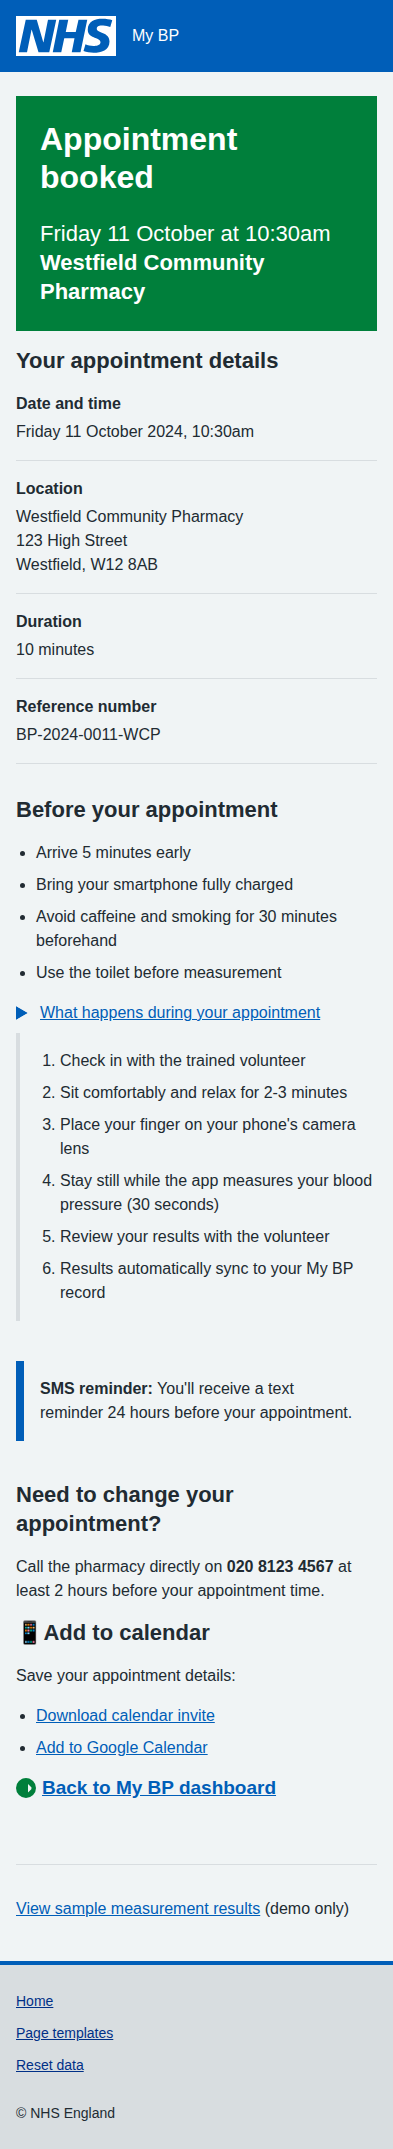 NHS My BP
Appointment
booked
Friday 11 October at 10:30am
Westfield Community
Pharmacy
Your appointment details
Date and time
Friday 11 October 2024, 10:30am
Location
Westfield Community Pharmacy
123 High Street
Westfield, W12 8AB
Duration
10 minutes
Reference number
BP-2024-0011-WCP
Before your appointment
• Arrive 5 minutes early
• Bring your smartphone fully charged
• Avoid caffeine and smoking for 30 minutes
beforehand
• Use the toilet before measurement
What happens during your appointment
1. Check in with the trained volunteer
2. Sit comfortably and relax for 2-3 minutes
3. Place your finger on your phone's camera
lens
4. Stay still while the app measures your blood
pressure (30 seconds)
5. Review your results with the volunteer
6. Results automatically sync to your My BP
record
SMS reminder: You'll receive a text
reminder 24 hours before your appointment.
Need to change your
appointment?
Call the pharmacy directly on 020 8123 4567 at
least 2 hours before your appointment time.
📱 Add to calendar
Save your appointment details:
• Download calendar invite
• Add to Google Calendar
Back to My BP dashboard
View sample measurement results (demo only)
Home
Page templates
Reset data
© NHS England